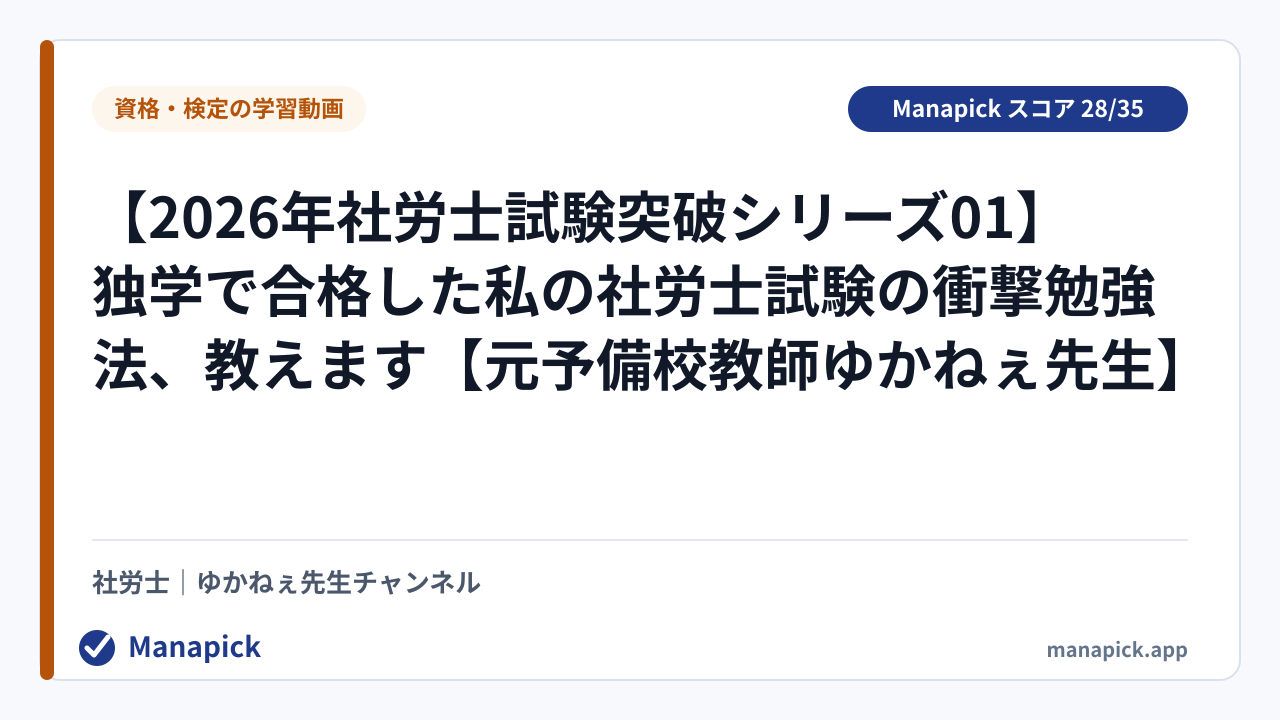 資格・検定の学習動画
Manapick スコア 28/35
【2026年社労士試験突破シリーズ01】
独学で合格した私の社労士試験の衝撃勉強
法、教えます【元予備校教師ゆかねぇ先生】
社労士｜ゆかねぇ先生チャンネル
Manapick
manapick.app